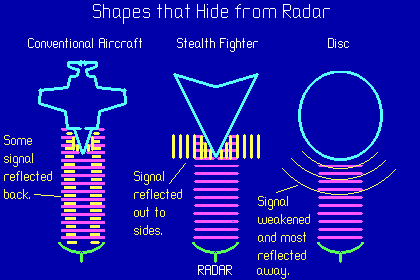 Shapes that Hide from Radar
Conventional Aircraft
Stealth Fighter
Disc
Some
signal
reflected
back.
Signal
reflected
out to
sides.
Signal
weakened
and most
reflected
away.
RADAR